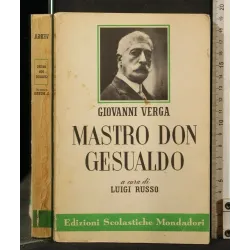 GIOVANNI VERGA
MASTRO DON
GESUALDO
a cura di
LUIGI RUSSO
Edizioni Scolastiche Mondadori